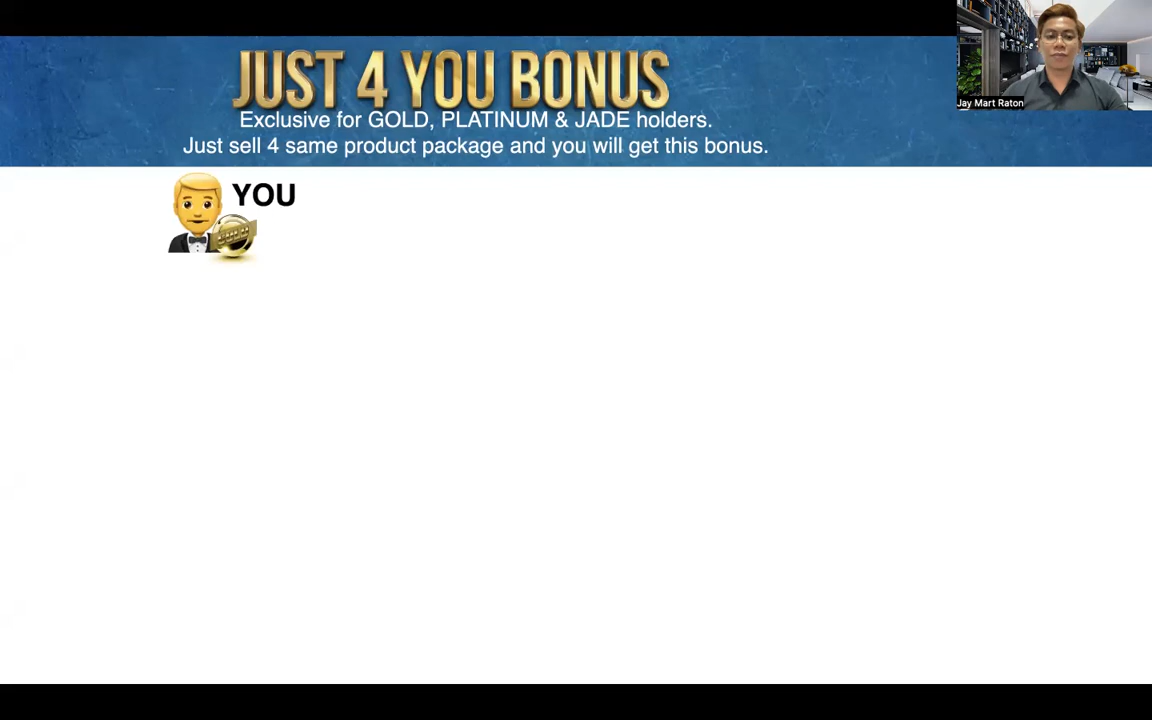 JUST 4 YOU BONUS
Exclusive for GOLD, PLATINUM & JADE holders.
Just sell 4 same product package and you will get this bonus.
Jay Mart Raton
YOU
GOLD